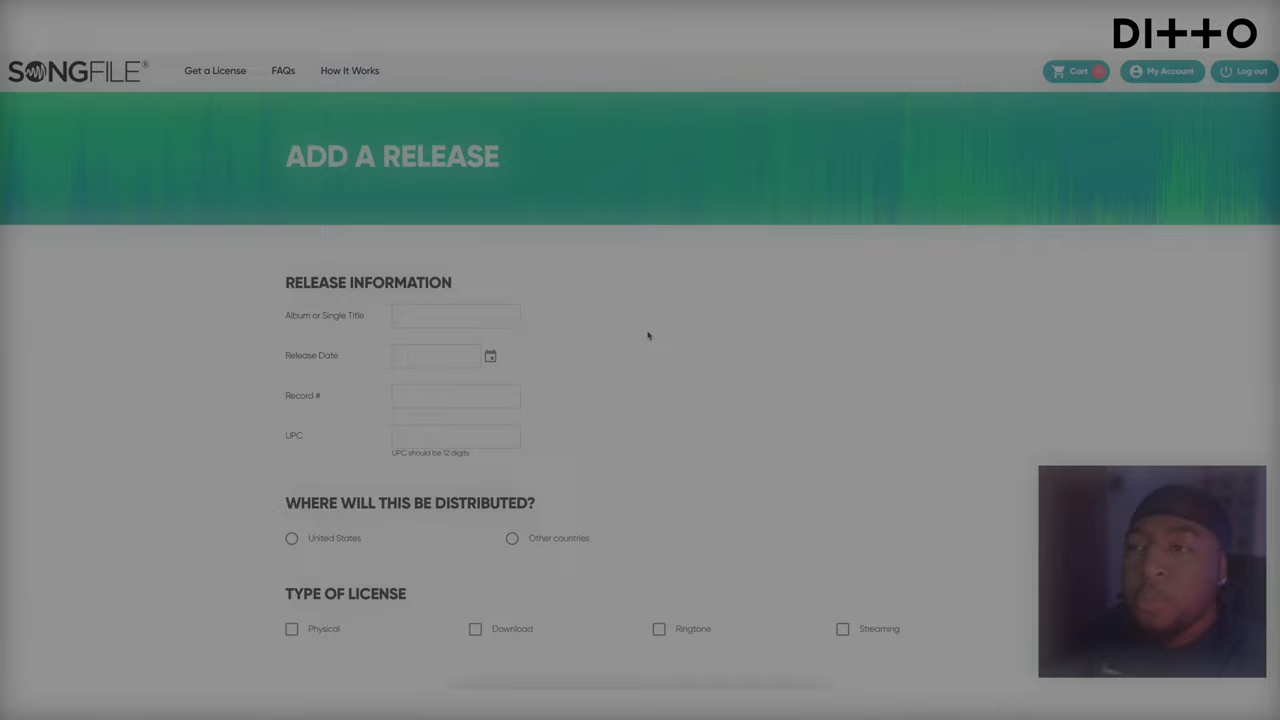 DITTO
SONGFILE®
Get a License
FAQs
How It Works
Cart
My Account
Log out
ADD A RELEASE
RELEASE INFORMATION
Album or Single Title
Release Date
Record #
UPC
UPC should be 12 digits
WHERE WILL THIS BE DISTRIBUTED?
United States
Other countries
TYPE OF LICENSE
Physical
Download
Ringtone
Streaming